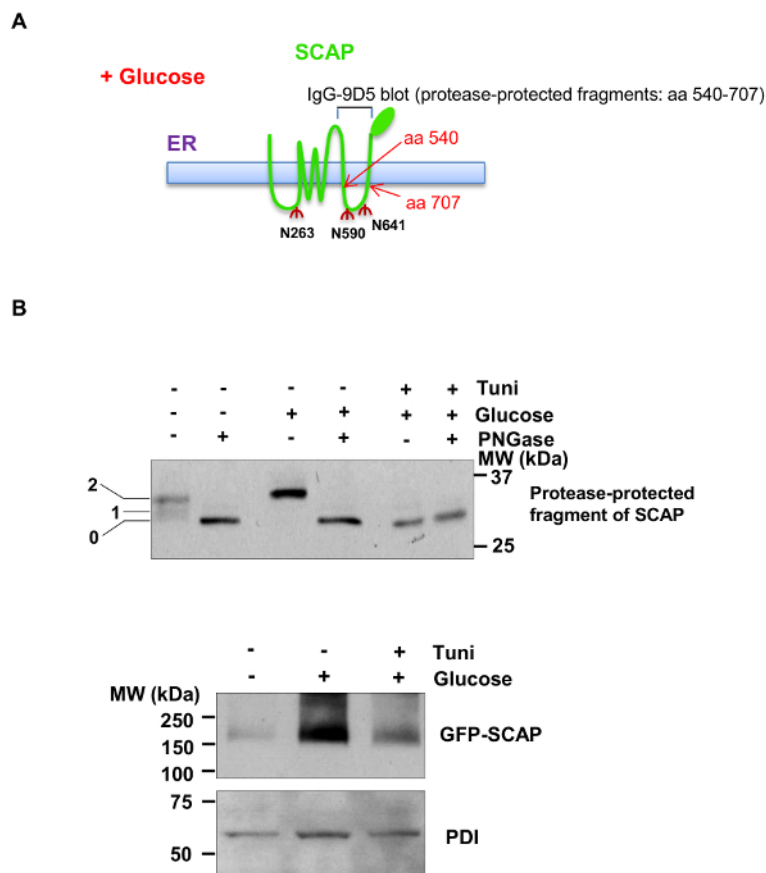 A
SCAP
+ Glucose
IgG-9D5 blot (protease-protected fragments: aa 540-707)
ER
aa 540
aa 707
N263
N590
N641
B
- - - - + + Tuni
- - + + + + Glucose
- + - + - + PNGase
MW (kDa)
2
1
0
37
25
Protease-protected
fragment of SCAP
- - + Tuni
- + + Glucose
MW (kDa)
250
150
100
GFP-SCAP
75
50
PDI